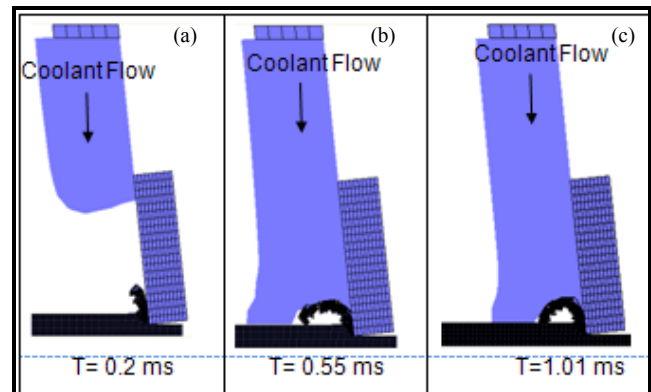 (a)
Coolant Flow
T= 0.2 ms
(b)
Coolant Flow
T= 0.55 ms
(c)
Coolant Flow
T=1.01 ms